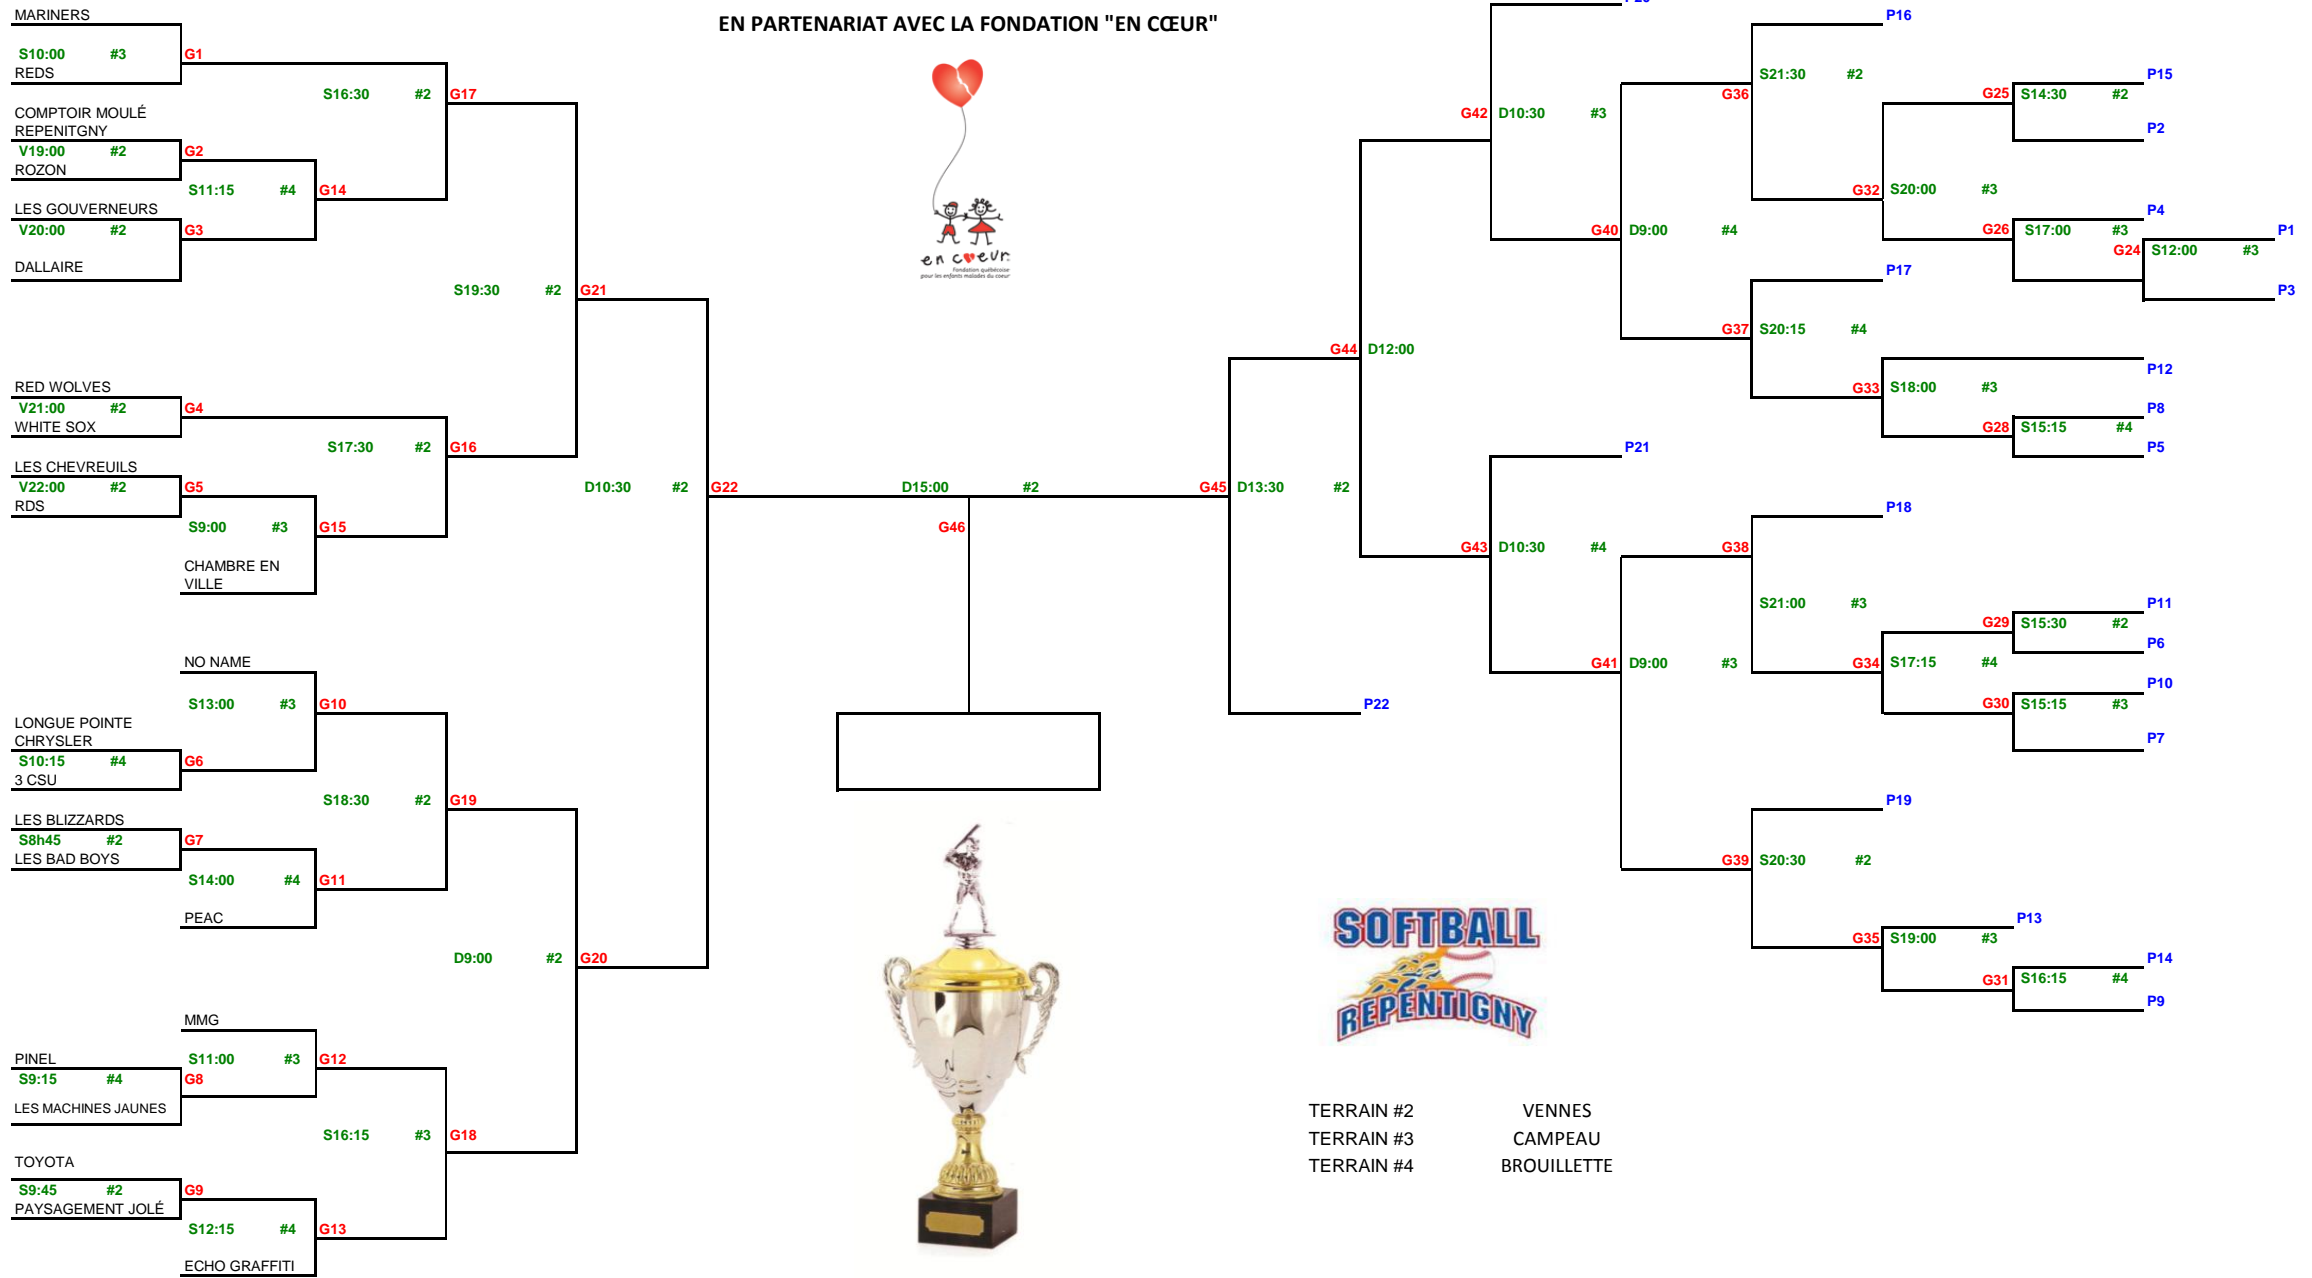 EN PARTENARIAT AVEC LA FONDATION "EN CŒUR"
MARINERS
S10:00 #3 G1
REDS
S16:30 #2 G17
COMPTOIR MOULÉ
REPENITGNY
V19:00 #2 G2
ROZON
S11:15 #4 G14
LES GOUVERNEURS
V20:00 #2 G3
DALLAIRE
S19:30 #2 G21
RED WOLVES
V21:00 #2 G4
WHITE SOX
S17:30 #2 G16
LES CHEVREUILS
V22:00 #2 G5
RDS
S9:00 #3 G15
CHAMBRE EN
VILLE
D10:30 #2 G22
NO NAME
S13:00 #3 G10
LONGUE POINTE
CHRYSLER
S10:15 #4 G6
3 CSU
S18:30 #2 G19
LES BLIZZARDS
S8h45 #2 G7
LES BAD BOYS
S14:00 #4 G11
PEAC
D9:00 #2 G20
MMG
PINEL
S11:00 #3 G12
S9:15 #4 G8
LES MACHINES JAUNES
S16:15 #3 G18
TOYOTA
S9:45 #2 G9
PAYSAGEMENT JOLÉ
S12:15 #4 G13
ECHO GRAFFITI
en cœur
Fondation québécoise
pour les enfants malades du coeur
D15:00 #2
G46
G45 D13:30 #2
P22
G44 D12:00
G42 D10:30 #3
P16
G36 S21:30 #2
P15
G25 S14:30 #2
P2
G32 S20:00 #3
P4
G26 S17:00 #3
P1
G24 S12:00 #3
P3
G40 D9:00 #4
P17
G37 S20:15 #4
P12
G33 S18:00 #3
P8
G28 S15:15 #4
P5
P21
G43 D10:30 #4
P18
G38
S21:00 #3
P11
G29 S15:30 #2
P6
G41 D9:00 #3
G34 S17:15 #4
P10
G30 S15:15 #3
P7
P19
G39 S20:30 #2
P13
G35 S19:00 #3
P14
G31 S16:15 #4
P9
SOFTBALL
REPENTIGNY
TERRAIN #2 VENNES
TERRAIN #3 CAMPEAU
TERRAIN #4 BROUILLETTE